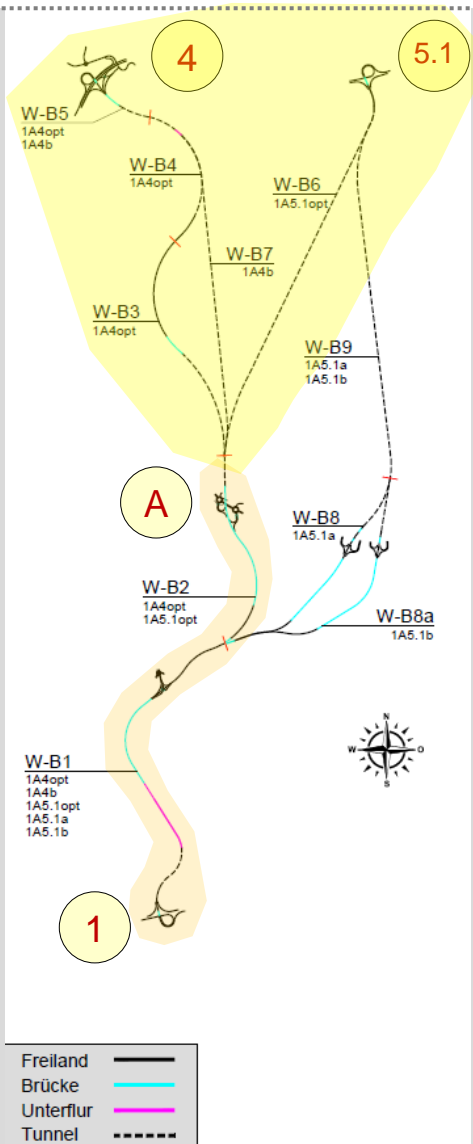 4
5.1
W-B5
1A4opt
1A4b
W-B4
1A4opt
W-B6
1A5.1opt
W-B7
1A4b
W-B3
1A4opt
W-B9
1A5.1a
1A5.1b
A
W-B8
1A5.1a
W-B2
1A4opt
1A5.1opt
W-B8a
1A5.1b
N
W
O
S
W-B1
1A4opt
1A4b
1A5.1opt
1A5.1a
1A5.1b
1
Freiland
Brücke
Unterflur
Tunnel